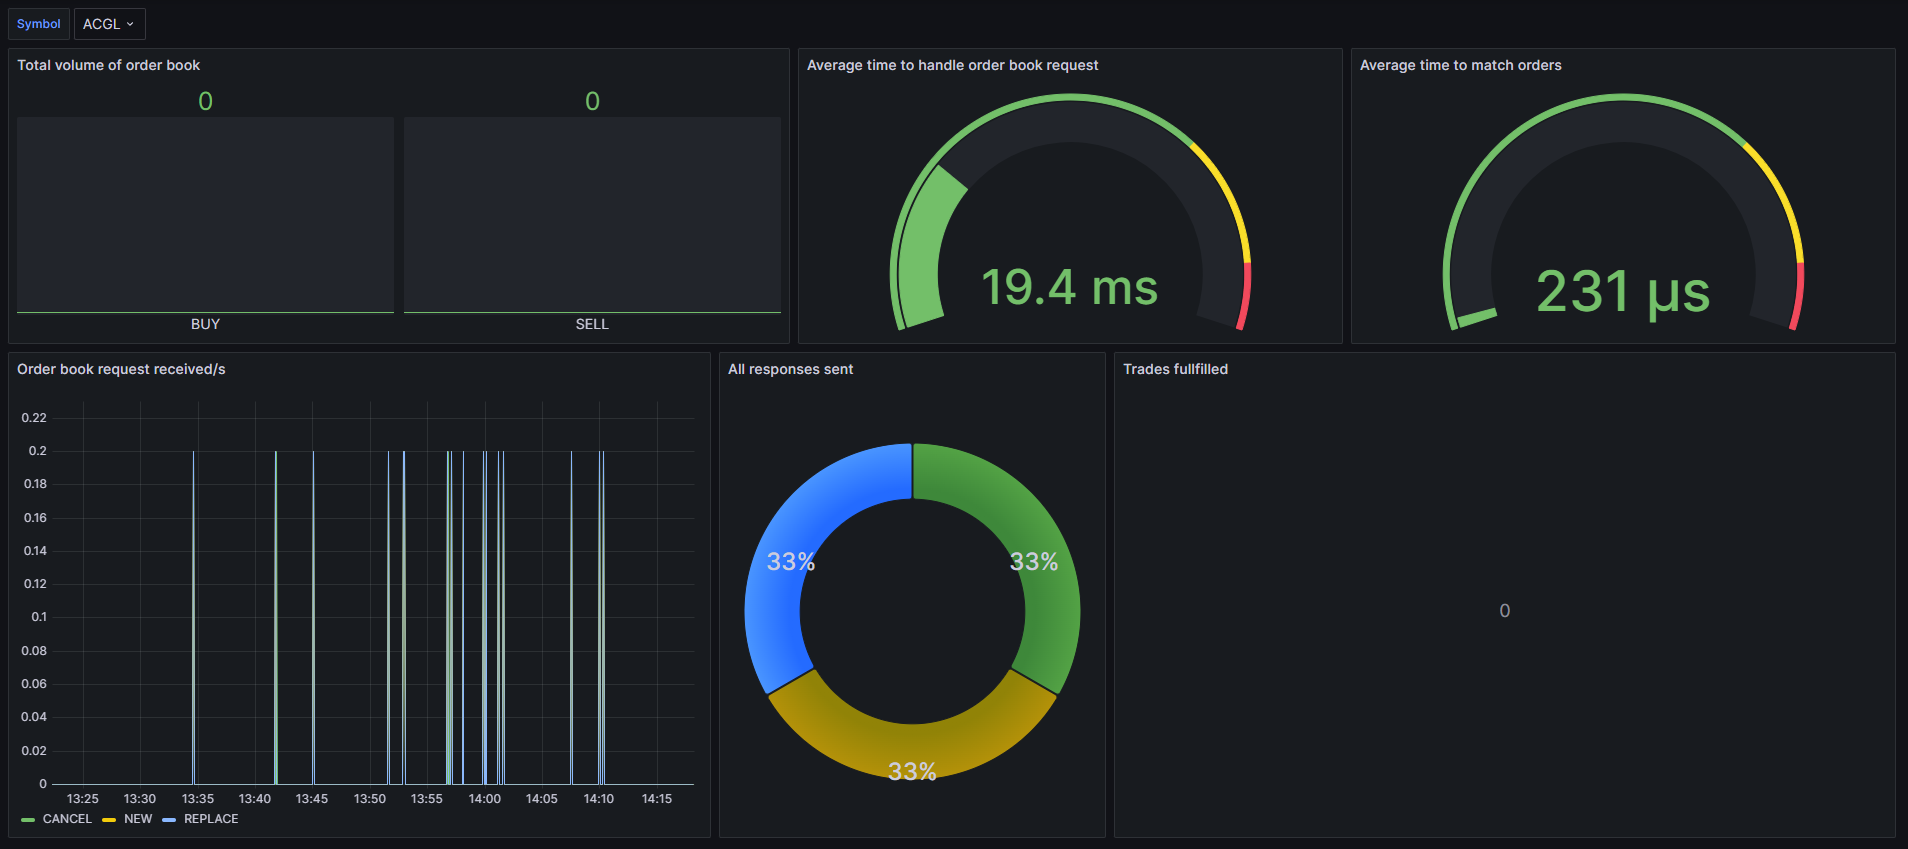 Symbol ACGL
Total volume of order book
0
0
BUY
SELL
Average time to handle order book request
19.4 ms
Average time to match orders
231 µs
Order book request received/s
0.22
0.2
0.18
0.16
0.14
0.12
0.1
0.08
0.06
0.04
0.02
0
13:25 13:30 13:35 13:40 13:45 13:50 13:55 14:00 14:05 14:10 14:15
CANCEL NEW REPLACE
All responses sent
33%
33%
33%
Trades fullfilled
0